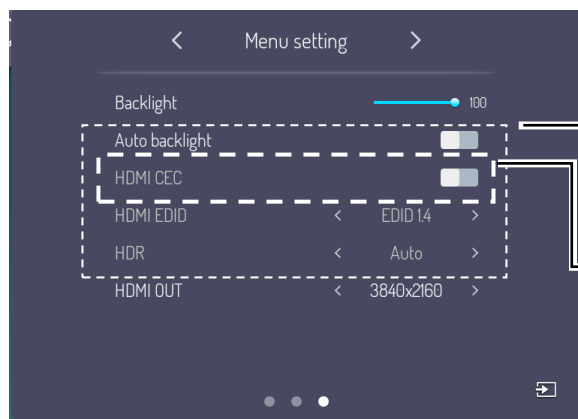 Menu setting
Backlight 100
Auto backlight
HDMI CEC
HDMI EDID < EDID 1.4 >
HDR < Auto >
HDMI OUT < 3840x2160 >